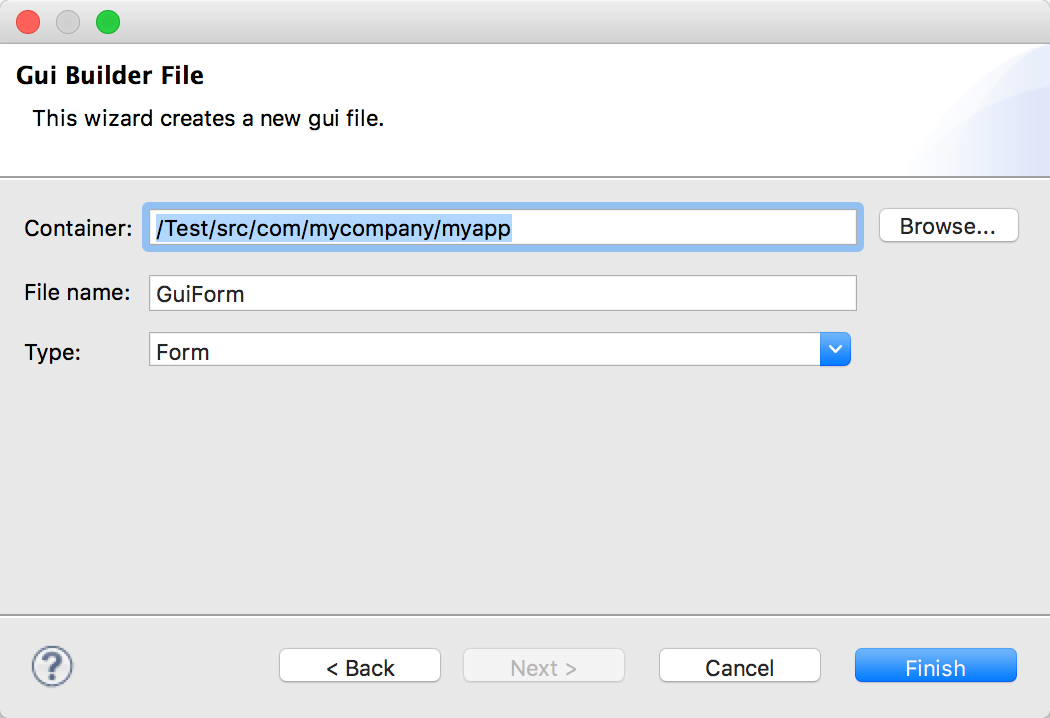 Gui Builder File
This wizard creates a new gui file.
Container: /Test/src/com/mycompany/myapp Browse...
File name: GuiForm
Type: Form
? < Back Next > Cancel Finish